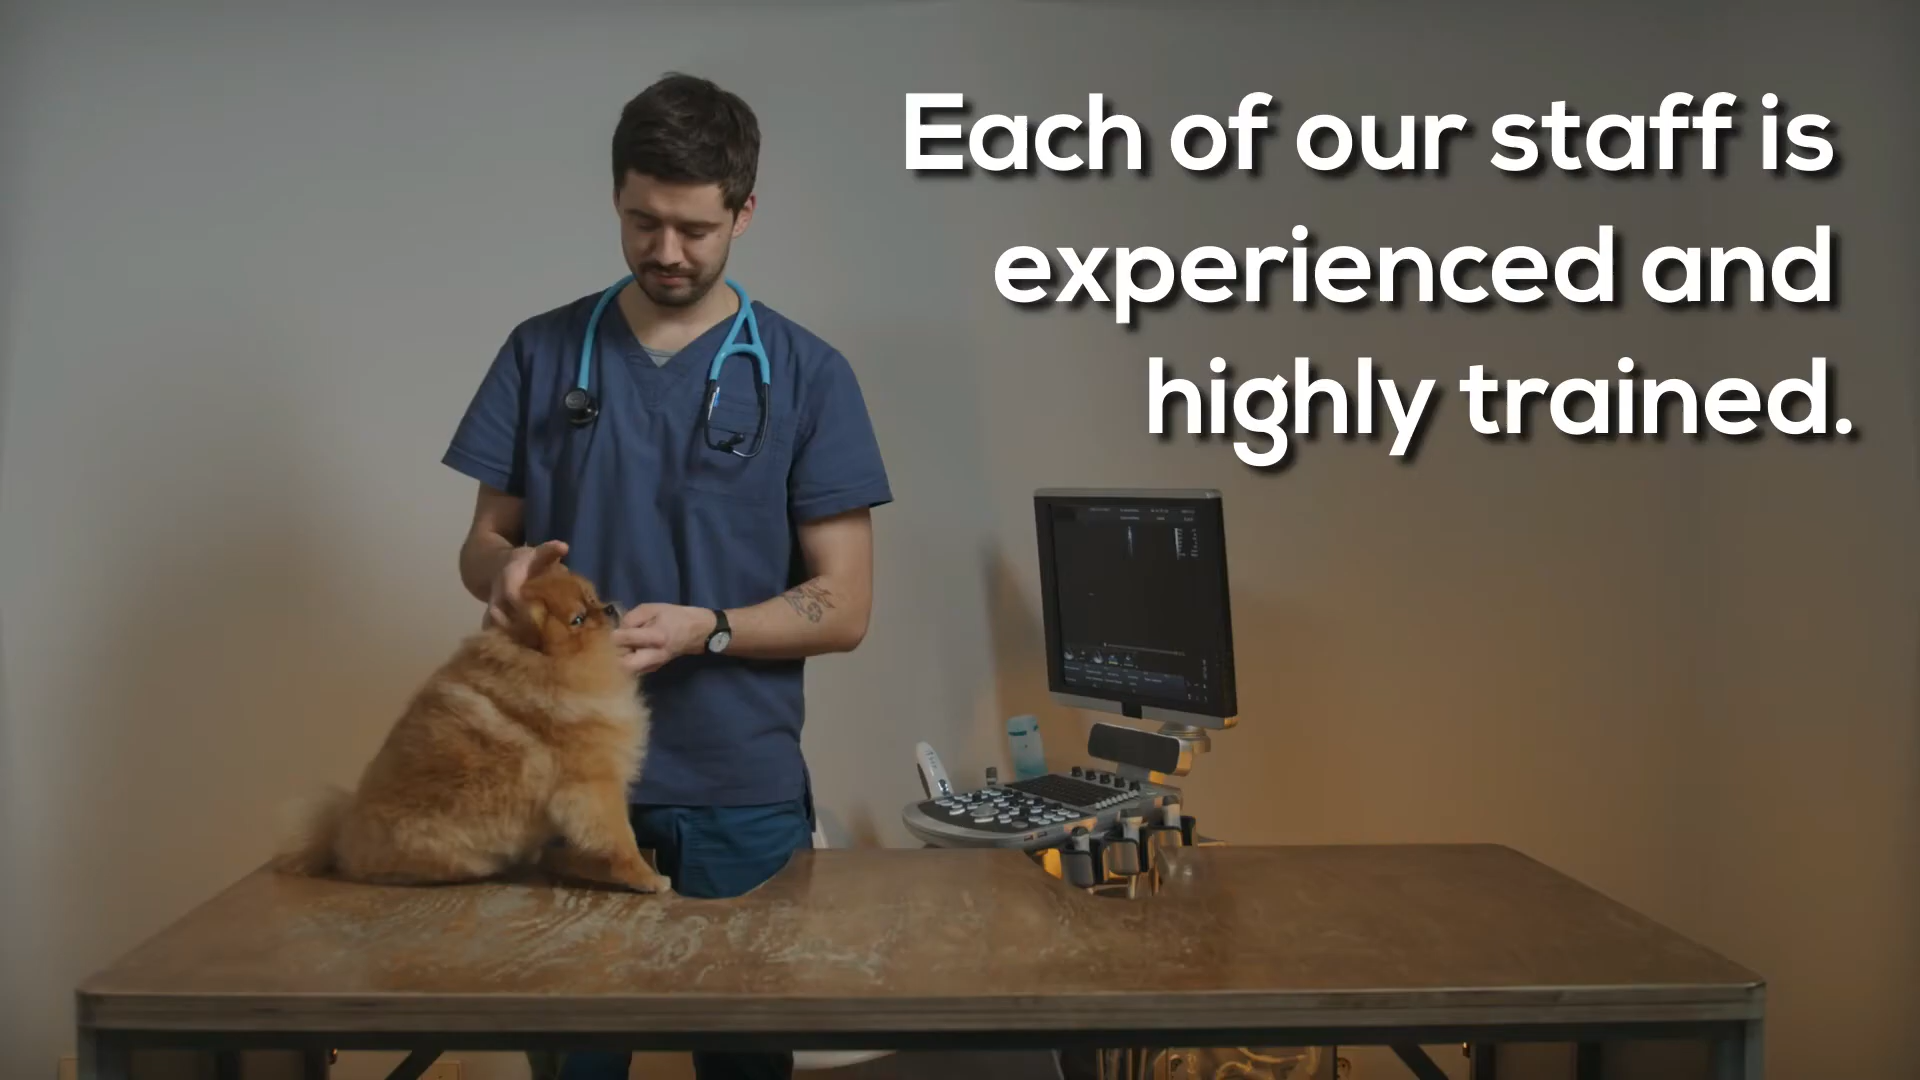 Each of our staff is
experienced and
highly trained.